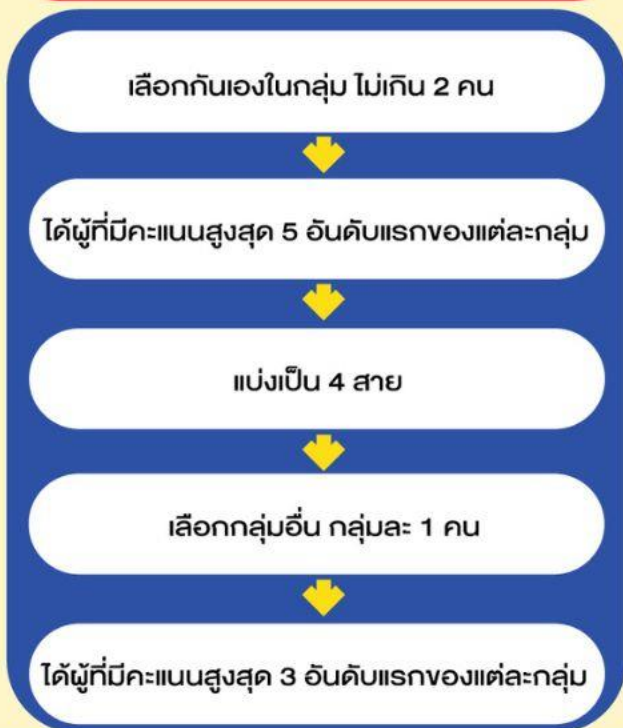 เลือกกันเองในกลุ่ม ไม่เกิน 2 คน
ได้ผู้ที่มีคะแนนสูงสุด 5 อันดับแรกของแต่ละกลุ่ม
แบ่งเป็น 4 สาย
เลือกกลุ่มอื่น กลุ่มละ 1 คน
ได้ผู้ที่มีคะแนนสูงสุด 3 อันดับแรกของแต่ละกลุ่ม